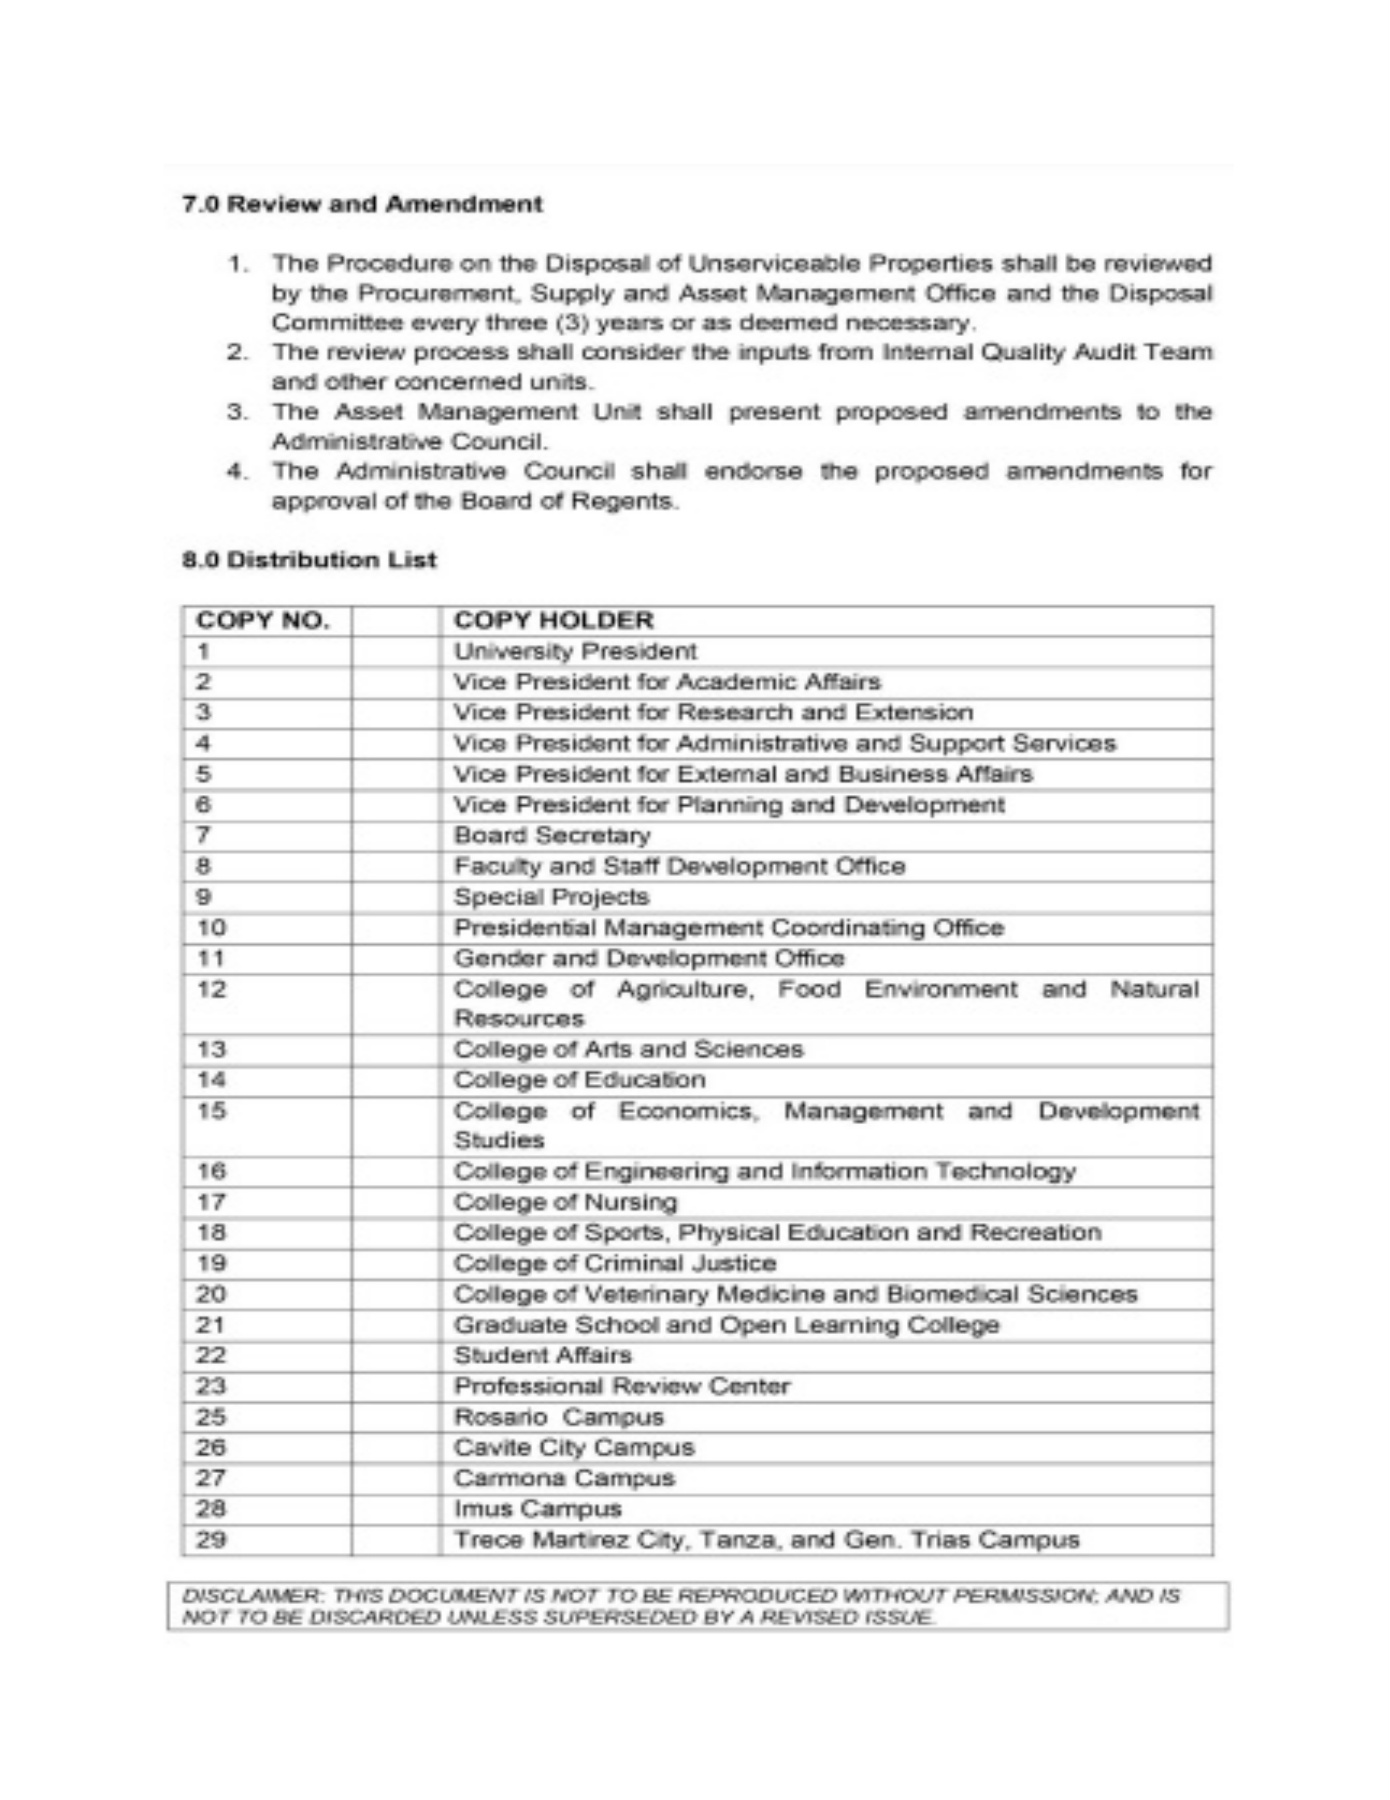 7.0 Review and Amendment
1. The Procedure on the Disposal of Unserviceable Properties shall be reviewed
by the Procurement, Supply and Asset Management Office and the Disposal
Committee every three (3) years or as deemed necessary.
2. The review process shall consider the inputs from Internal Quality Audit Team
and other concerned units.
3. The Asset Management Unit shall present proposed amendments to the
Administrative Council.
4. The Administrative Council shall endorse the proposed amendments for
approval of the Board of Regents.
8.0 Distribution List
COPY NO. COPY HOLDER
1 University President
2 Vice President for Academic Affairs
3 Vice President for Research and Extension
4 Vice President for Administrative and Support Services
5 Vice President for External and Business Affairs
6 Vice President for Planning and Development
7 Board Secretary
8 Faculty and Staff Development Office
9 Special Projects
10 Presidential Management Coordinating Office
11 Gender and Development Office
12 College of Agriculture, Food Environment and Natural
Resources
13 College of Arts and Sciences
14 College of Education
15 College of Economics, Management and Development
Studies
16 College of Engineering and Information Technology
17 College of Nursing
18 College of Sports, Physical Education and Recreation
19 College of Criminal Justice
20 College of Veterinary Medicine and Biomedical Sciences
21 Graduate School and Open Learning College
22 Student Affairs
23 Professional Review Center
25 Rosario Campus
26 Cavite City Campus
27 Carmona Campus
28 Imus Campus
29 Trece Martirez City, Tanza, and Gen. Trias Campus
DISCLAIMER: THIS DOCUMENT IS NOT TO BE REPRODUCED WITHOUT PERMISSION; AND IS
NOT TO BE DISCARDED UNLESS SUPERSEDED BY A REVISED ISSUE.